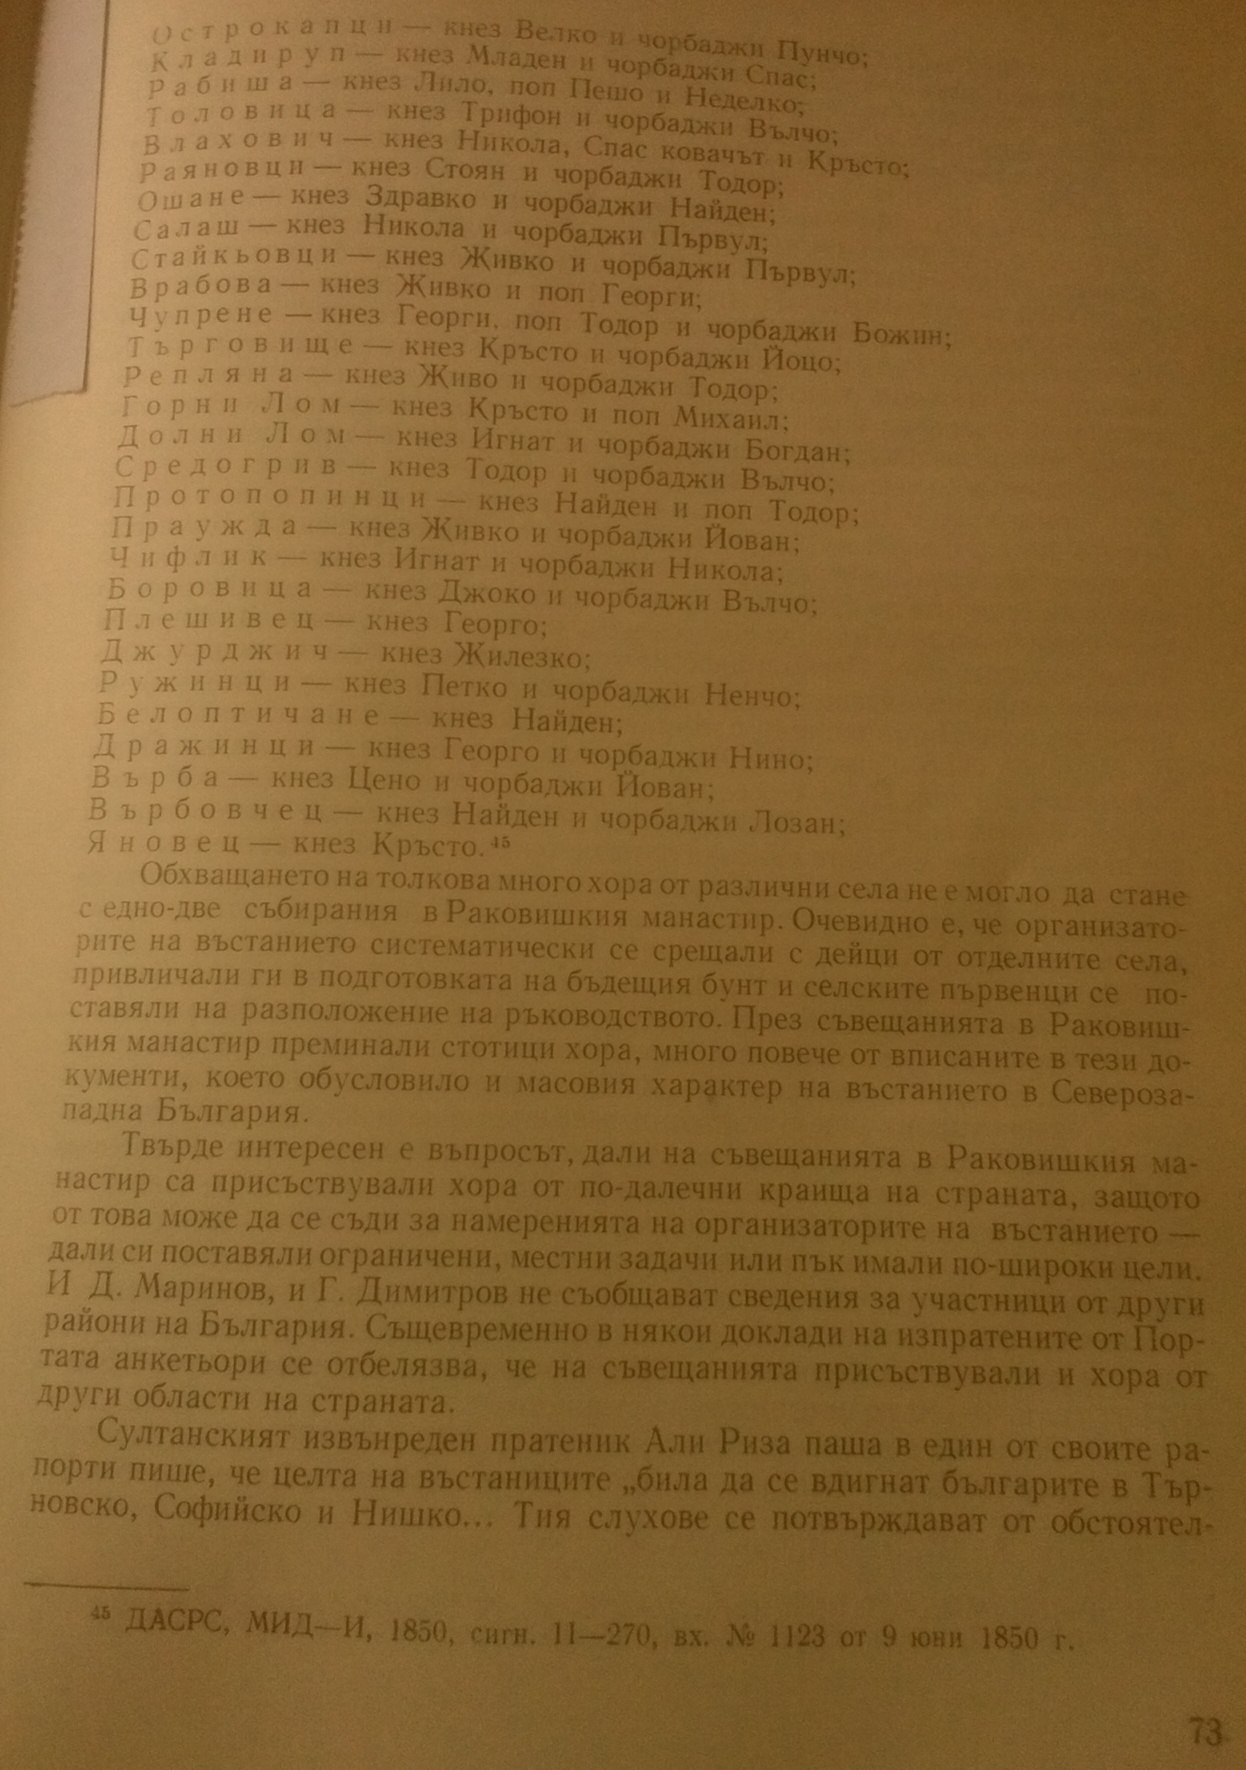 Острокапци — кнез Велко и чорбаджи Пунчо;
Кладируп — кнез Младен и чорбаджи Спас;
Рабиша — кнез Лило, поп Пешо и Неделко;
Толовица — кнез Трифон и чорбаджи Вълчо;
Влахович — кнез Никола, Спас ковачът и Кръсто;
Раяновци — кнез Стоян и чорбаджи Тодор;
Ошане — кнез Здравко и чорбаджи Найден;
Салаш — кнез Никола и чорбаджи Първул;
Стайкьовци — кнез Живко и чорбаджи Първул;
Врабова — кнез Живко и поп Георги;
Чупрене — кнез Георги, поп Тодор и чорбаджи Божин;
Търговище — кнез Кръсто и чорбаджи Йоцо;
Репляна — кнез Живо и чорбаджи Тодор;
Горни Лом — кнез Кръсто и поп Михаил;
Долни Лом — кнез Игнат и чорбаджи Богдан;
Средогрив — кнез Тодор и чорбаджи Вълчо;
Протопопинци — кнез Найден и поп Тодор;
Праужда — кнез Живко и чорбаджи Йован;
Чифлик — кнез Игнат и чорбаджи Никола;
Боровица — кнез Джоко и чорбаджи Вълчо;
Плешивец — кнез Георго;
Джурджич — кнез Жилезко;
Ружинци — кнез Петко и чорбаджи Ненчо;
Белоптичане — кнез Найден;
Дражинци — кнез Георго и чорбаджи Нино;
Върба — кнез Цено и чорбаджи Йован;
Върбовчец — кнез Найден и чорбаджи Лозан;
Яновец — кнез Кръсто.⁴⁵
Обхващането на толкова много хора от различни села не е могло да стане
с едно-две събирания в Раковишкия манастир. Очевидно е, че организато-
рите на въстанието систематически се срещали с дейци от отделните села,
привличали ги в подготовката на бъдещия бунт и селските първенци се по-
ставяли на разположение на ръководството. През съвещанията в Раковиш-
кия манастир преминали стотици хора, много повече от вписаните в тези до-
кументи, което обусловило и масовия характер на въстанието в Североза-
падна България.
Твърде интересен е въпросът, дали на съвещанията в Раковишкия ма-
настир са присъствували хора от по-далечни краища на страната, защото
от това може да се съди за намеренията на организаторите на въстанието —
дали си поставяли ограничени, местни задачи или пък имали по-широки цели.
И Д. Маринов, и Г. Димитров не съобщават сведения за участници от други
райони на България. Същевременно в някои доклади на изпратените от Пор-
тата анкетьори се отбелязва, че на съвещанията присъствували и хора от
други области на страната.
Султанският извънреден пратеник Али Риза паша в един от своите ра-
порти пише, че целта на въстаниците „била да се вдигнат българите в Тър-
новско, Софийско и Нишко... Тия слухове се потвърждават от обстоятел-
⁴⁵ ДАСРС, МИД—И, 1850, сигн. 11—270, вх. № 1123 от 9 юни 1850 г.
73